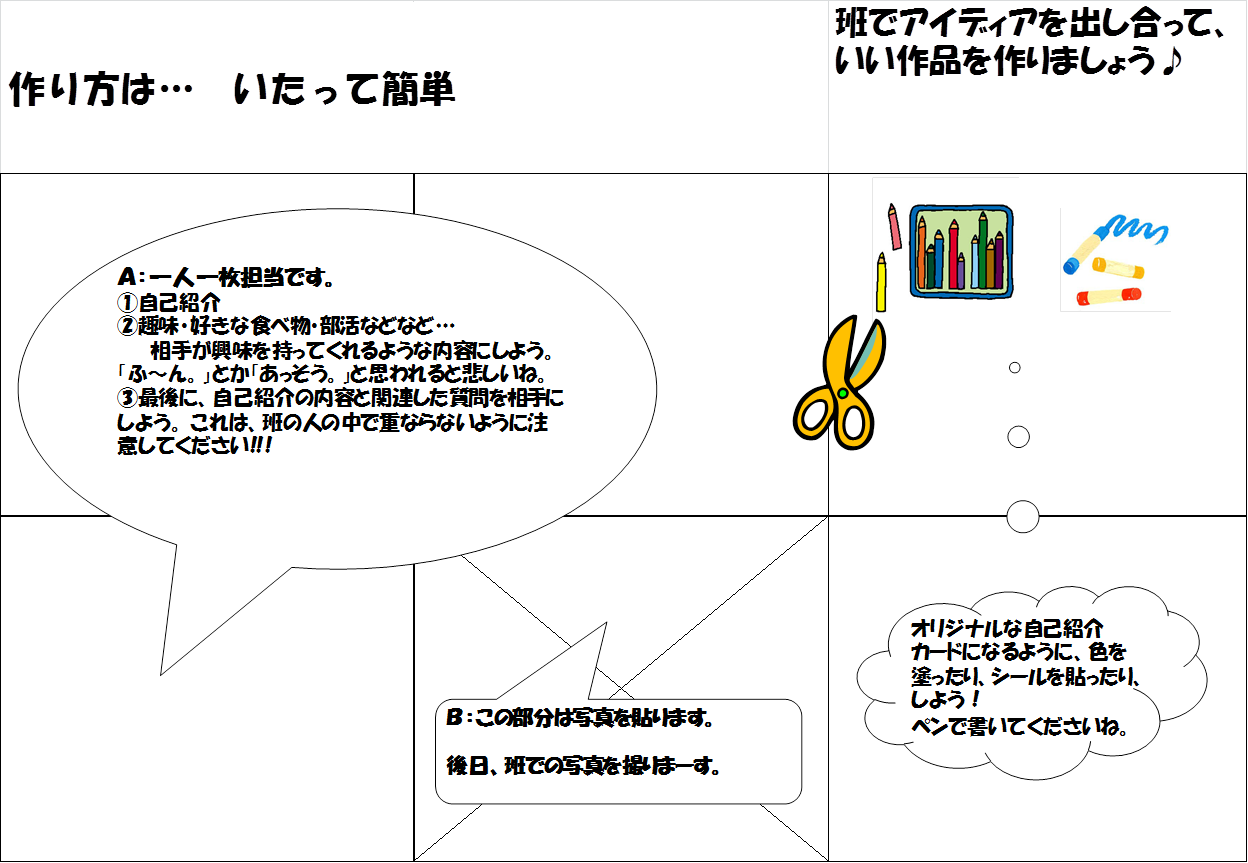 作り方は… いたって簡単
班でアイディアを出し合って、
いい作品を作りましょう♪
A:一人一枚担当です。
①自己紹介
②趣味・好きな食べ物・部活などなど…
相手が興味を持ってくれるような内容にしよう。
「ふ～ん。」とか「あっそう。」と思われると悲しいね。
③最後に、自己紹介の内容と関連した質問を相手に
しよう。これは、班の人の中で重ならないように注
意してください!!!
B:この部分は写真を貼ります。
後日、班での写真を撮りまーす。
オリジナルな自己紹介
カードになるように、色を
塗ったり、シールを貼ったり、
しよう！
ペンで書いてくださいね。